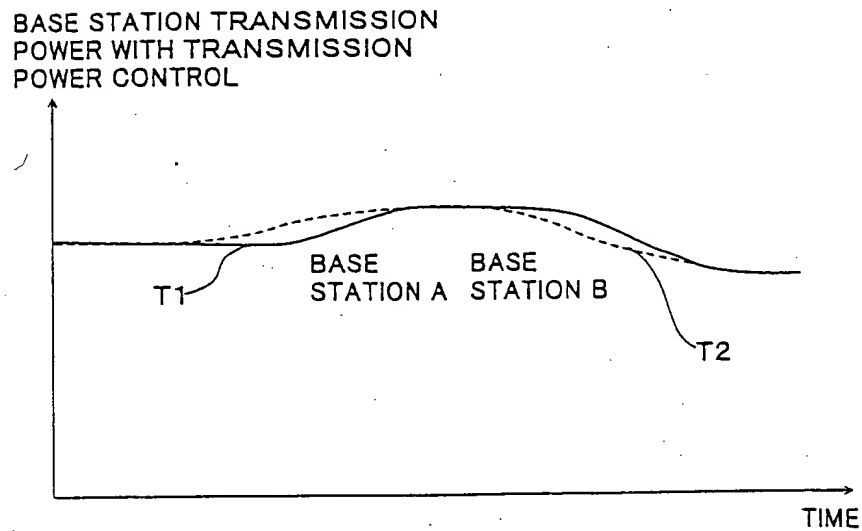 BASE STATION TRANSMISSION
POWER WITH TRANSMISSION
POWER CONTROL
BASE
STATION A
BASE
STATION B
T1
T2
TIME